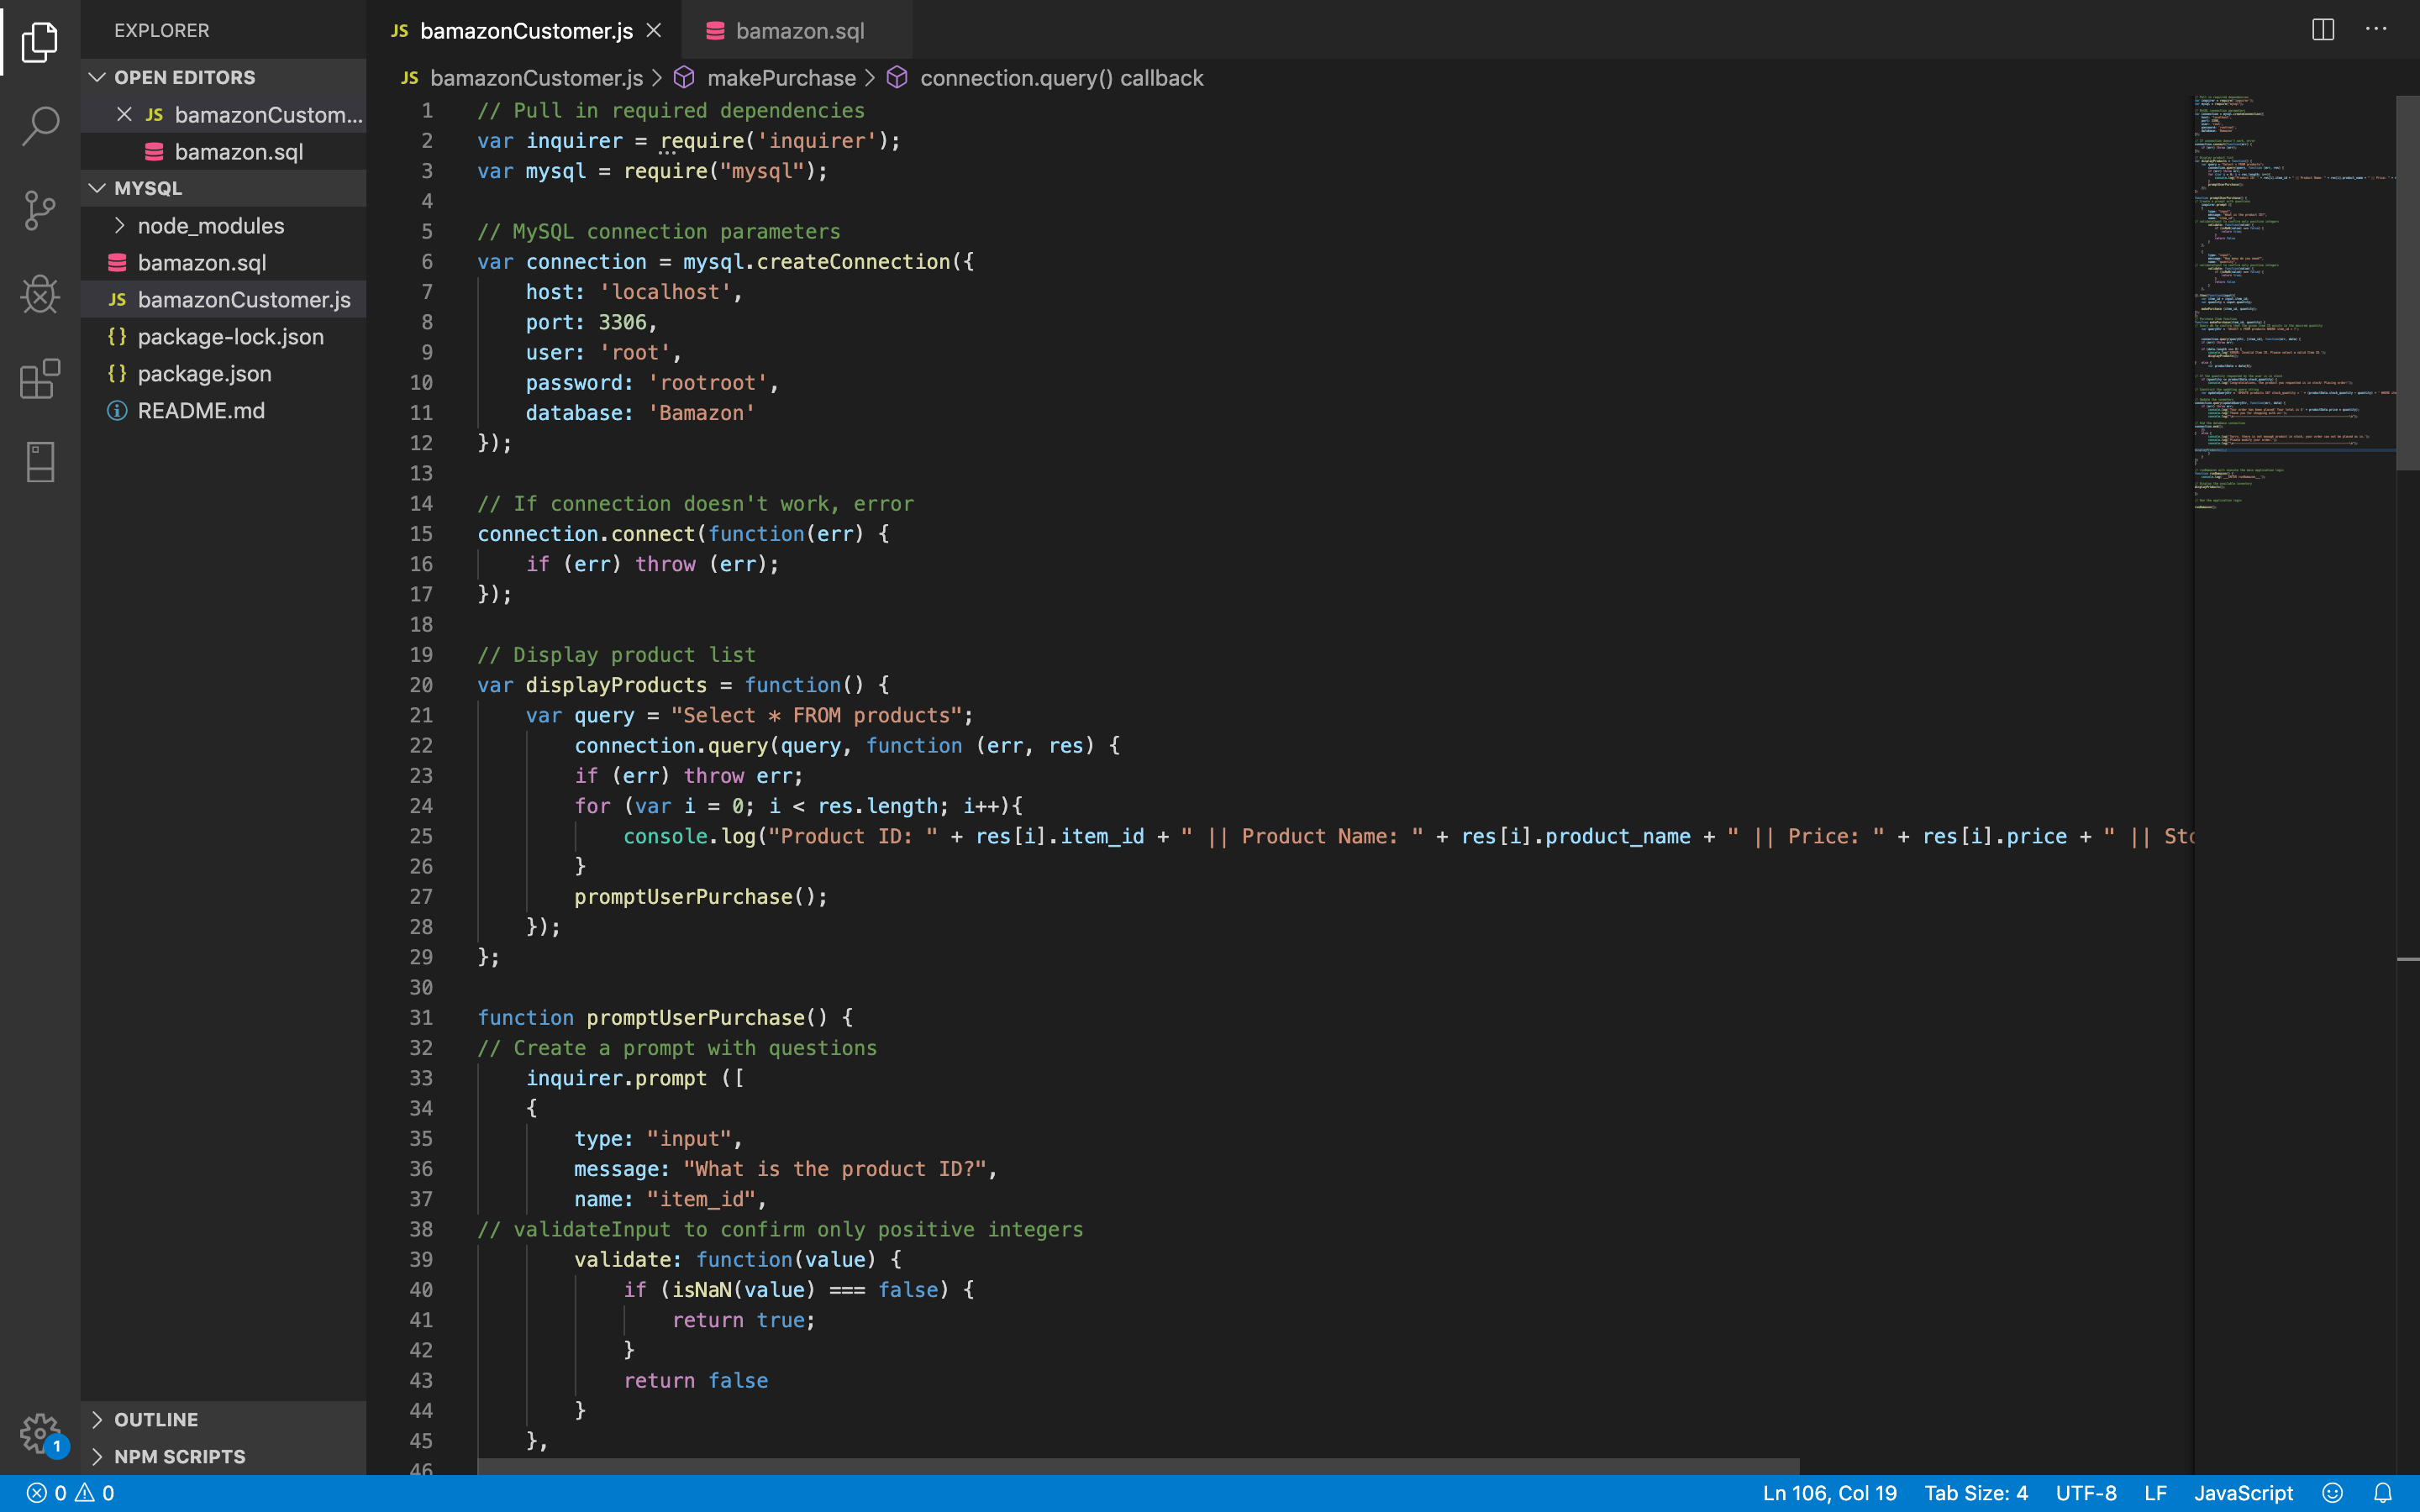 EXPLORER
OPEN EDITORS
JS bamazonCustom...
bamazon.sql
MYSQL
node_modules
bamazon.sql
JS bamazonCustomer.js
{} package-lock.json
{} package.json
README.md
OUTLINE
NPM SCRIPTS
1
JS bamazonCustomer.js
bamazon.sql
JS bamazonCustomer.js > makePurchase > connection.query() callback
1 // Pull in required dependencies
2 var inquirer = require('inquirer');
3 var mysql = require("mysql");
4
5 // MySQL connection parameters
6 var connection = mysql.createConnection({
7 host: 'localhost',
8 port: 3306,
9 user: 'root',
10 password: 'rootroot',
11 database: 'Bamazon'
12 });
13
14 // If connection doesn't work, error
15 connection.connect(function(err) {
16 if (err) throw (err);
17 });
18
19 // Display product list
20 var displayProducts = function() {
21 var query = "Select * FROM products";
22 connection.query(query, function (err, res) {
23 if (err) throw err;
24 for (var i = 0; i < res.length; i++){
25 console.log("Product ID: " + res[i].item_id + " || Product Name: " + res[i].product_name + " || Price: " + res[i].price + " || Sto
26 }
27 promptUserPurchase();
28 });
29 };
30
31 function promptUserPurchase() {
32 // Create a prompt with questions
33 inquirer.prompt ([
34 {
35 type: "input",
36 message: "What is the product ID?",
37 name: "item_id",
38 // validateInput to confirm only positive integers
39 validate: function(value) {
40 if (isNaN(value) === false) {
41 return true;
42 }
43 return false
44 }
45 },
46
0 0
Ln 106, Col 19 Tab Size: 4 UTF-8 LF JavaScript